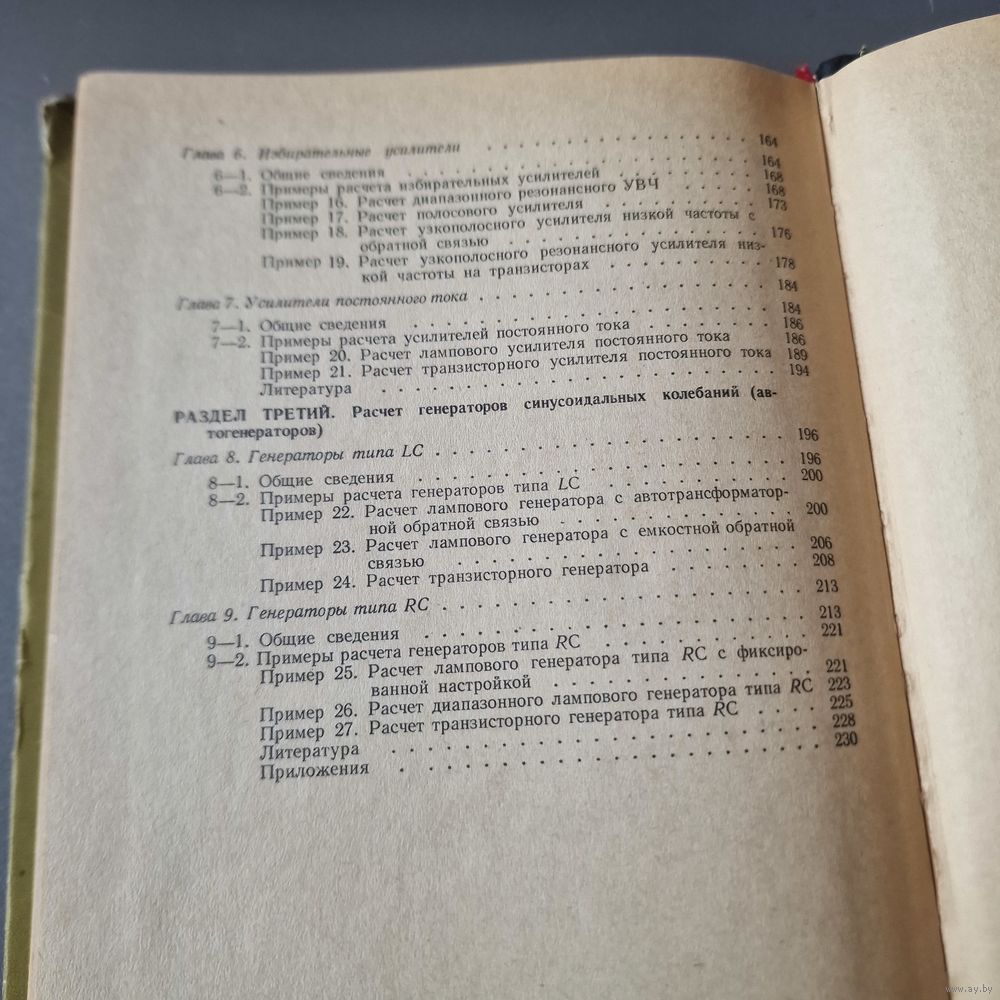 Глава 6. Избирательные усилители . . . . . . . . . 164
6—1. Общие сведения . . . . . . . . . . . 164
6—2. Примеры расчета избирательных усилителей . . . . . 168
Пример 16. Расчет диапазонного резонансного УВЧ . . . . 168
Пример 17. Расчет полосового усилителя . . . . . . 173
Пример 18. Расчет узкополосного усилителя низкой частоты с
обратной связью . . . . . . . . . 176
Пример 19. Расчет узкополосного резонансного усилителя низ-
кой частоты на транзисторах . . . . . . 178
Глава 7. Усилители постоянного тока . . . . . . . . . 184
7—1. Общие сведения . . . . . . . . . . . 184
7—2. Примеры расчета усилителей постоянного тока . . . . 186
Пример 20. Расчет лампового усилителя постоянного тока 186
Пример 21. Расчет транзисторного усилителя постоянного тока 189
Литература . . . . . . . . . . . . 194
РАЗДЕЛ ТРЕТИЙ. Расчет генераторов синусоидальных колебаний (ав-
тогенераторов)
Глава 8. Генераторы типа LC . . . . . . . . . . . 196
8—1. Общие сведения . . . . . . . . . . . 196
8—2. Примеры расчета генераторов типа LC . . . . . . 200
Пример 22. Расчет лампового генератора с автотрансформатор-
ной обратной связью . . . . . . . 200
Пример 23. Расчет лампового генератора с емкостной обратной
связью . . . . . . . . . . 206
Пример 24. Расчет транзисторного генератора . . . . 208
Глава 9. Генераторы типа RC . . . . . . . . . . . 213
9—1. Общие сведения . . . . . . . . . . . 213
9—2. Примеры расчета генераторов типа RC . . . . . . 221
Пример 25. Расчет лампового генератора типа RC с фиксиро-
ванной настройкой . . . . . . . . 221
Пример 26. Расчет диапазонного лампового генератора типа RC 223
Пример 27. Расчет транзисторного генератора типа RC . . . . 225
Литература . . . . . . . . . . . . 228
Приложения . . . . . . . . . . . . 230
www.ay.by